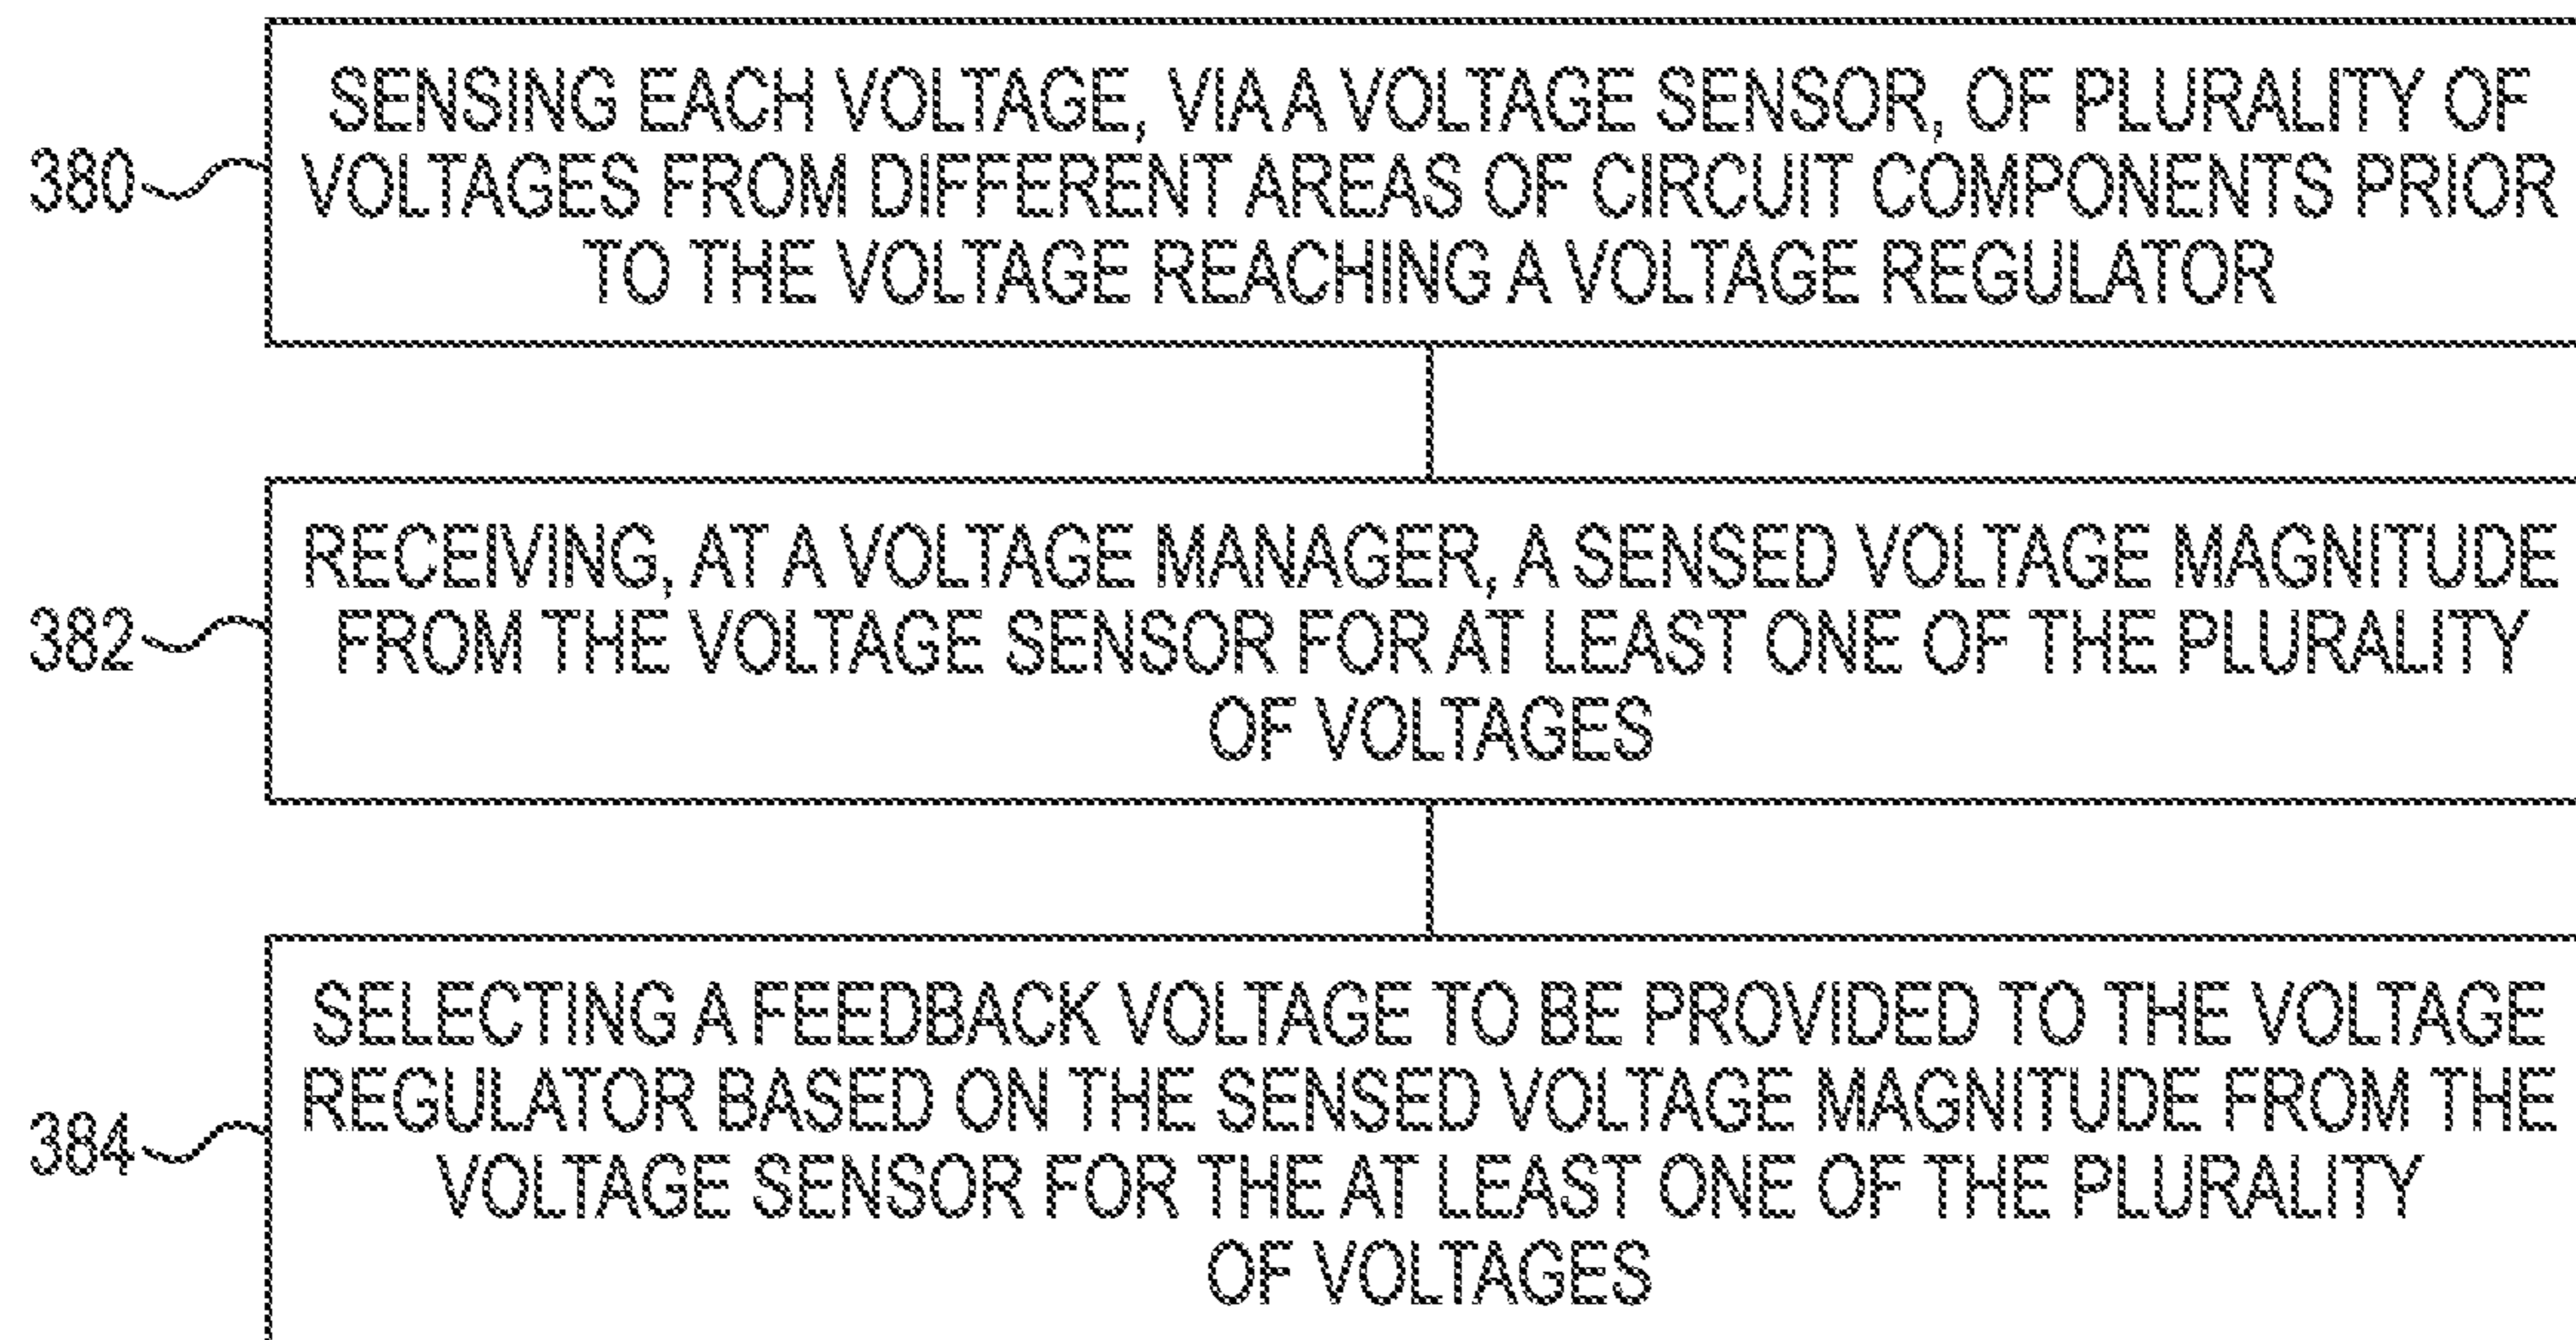 SENSING EACH VOLTAGE, VIA A VOLTAGE SENSOR, OF PLURALITY OF
VOLTAGES FROM DIFFERENT AREAS OF CIRCUIT COMPONENTS PRIOR
TO THE VOLTAGE REACHING A VOLTAGE REGULATOR
380
RECEIVING, AT A VOLTAGE MANAGER, A SENSED VOLTAGE MAGNITUDE
FROM THE VOLTAGE SENSOR FOR AT LEAST ONE OF THE PLURALITY
OF VOLTAGES
382
SELECTING A FEEDBACK VOLTAGE TO BE PROVIDED TO THE VOLTAGE
REGULATOR BASED ON THE SENSED VOLTAGE MAGNITUDE FROM THE
VOLTAGE SENSOR FOR THE AT LEAST ONE OF THE PLURALITY
OF VOLTAGES
384